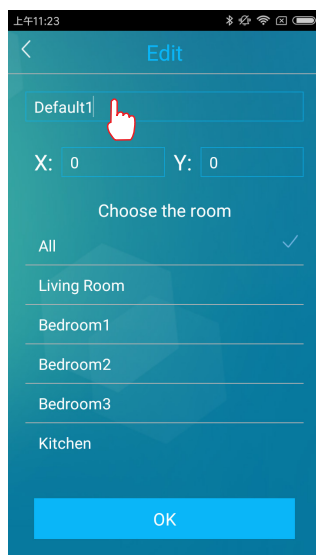 上午11:23
Edit
Default1
X: 0 Y: 0
Choose the room
All
Living Room
Bedroom1
Bedroom2
Bedroom3
Kitchen
OK